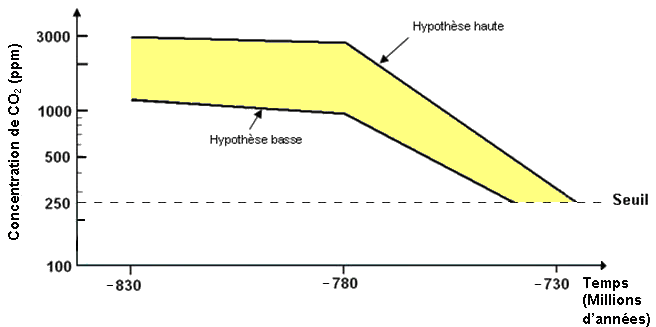 Concentration de CO₂ (ppm)
3000
1000
500
250
100
Hypothèse haute
Hypothèse basse
Seuil
−830
−780
−730
Temps
(Millions
d'années)